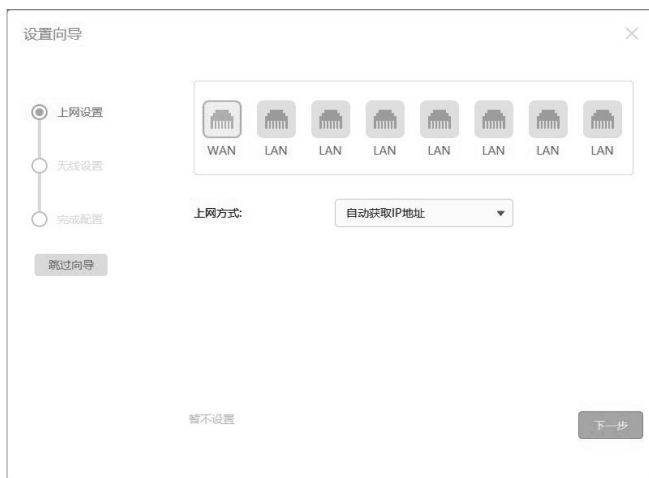 设置向导
上网设置
WAN LAN LAN LAN LAN LAN LAN LAN
无线设置
完成配置
上网方式: 自动获取IP地址
跳过向导
暂不设置
下一步